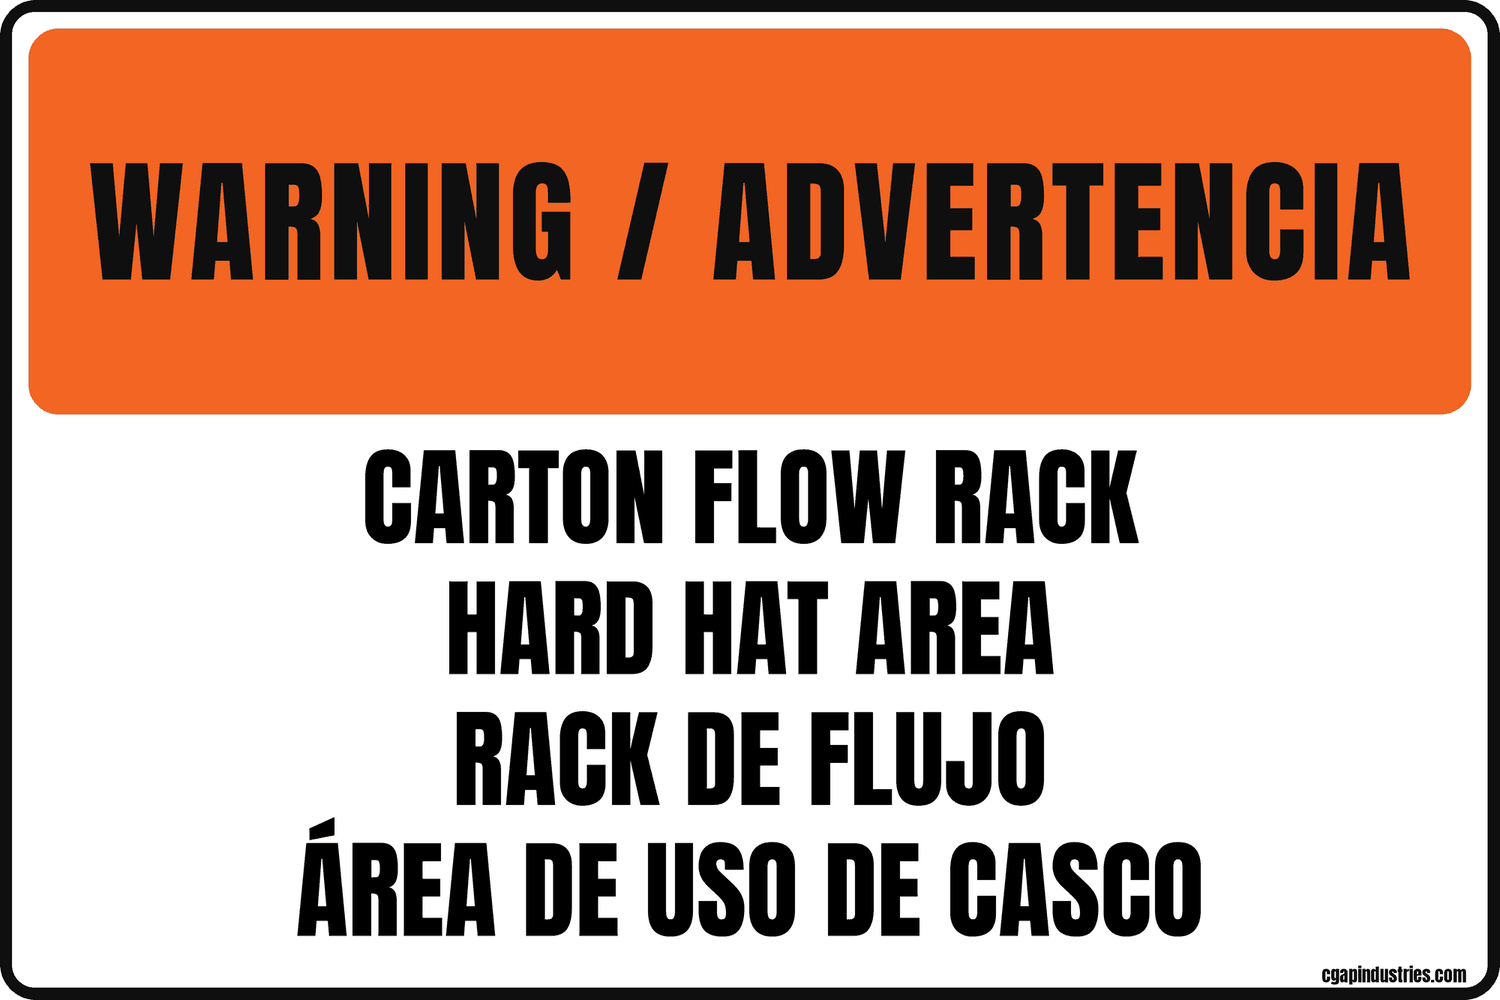 WARNING / ADVERTENCIA
CARTON FLOW RACK
HARD HAT AREA
RACK DE FLUJO
ÁREA DE USO DE CASCO
cgapindustries.com